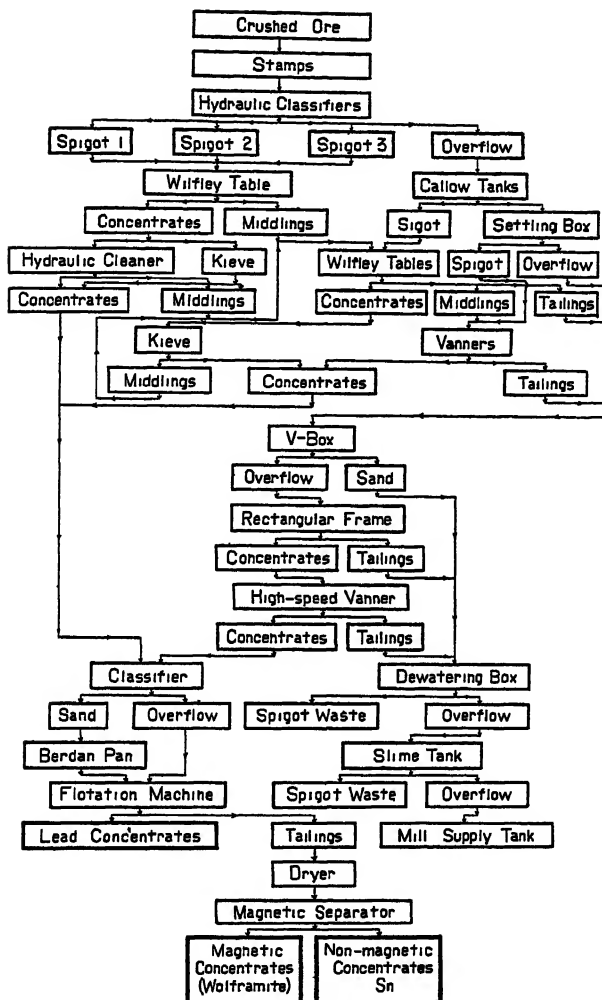 Crushed Ore
Stamps
Hydraulic Classifiers
Spigot 1
Spigot 2
Spigot 3
Overflow
Wilfley Table
Callow Tanks
Concentrates
Middlings
Sigot
Settling Box
Hydraulic Cleaner
Kieve
Wilfley Tables
Spigot
Overflow
Concentrates
Middlings
Concentrates
Middlings
Tailings
Kieve
Vanners
Middlings
Concentrates
Tailings
V-Box
Overflow
Sand
Rectangular Frame
Concentrates
Tailings
High-speed Vanner
Concentrates
Tailings
Classifier
Dewatering Box
Sand
Overflow
Spigot Waste
Overflow
Berdan Pan
Slime Tank
Flotation Machine
Spigot Waste
Overflow
Lead Concentrates
Tailings
Mill Supply Tank
Dryer
Magnetic Separator
Magnetic
Concentrates
(Wolframite)
Non-magnetic
Concentrates
Sn